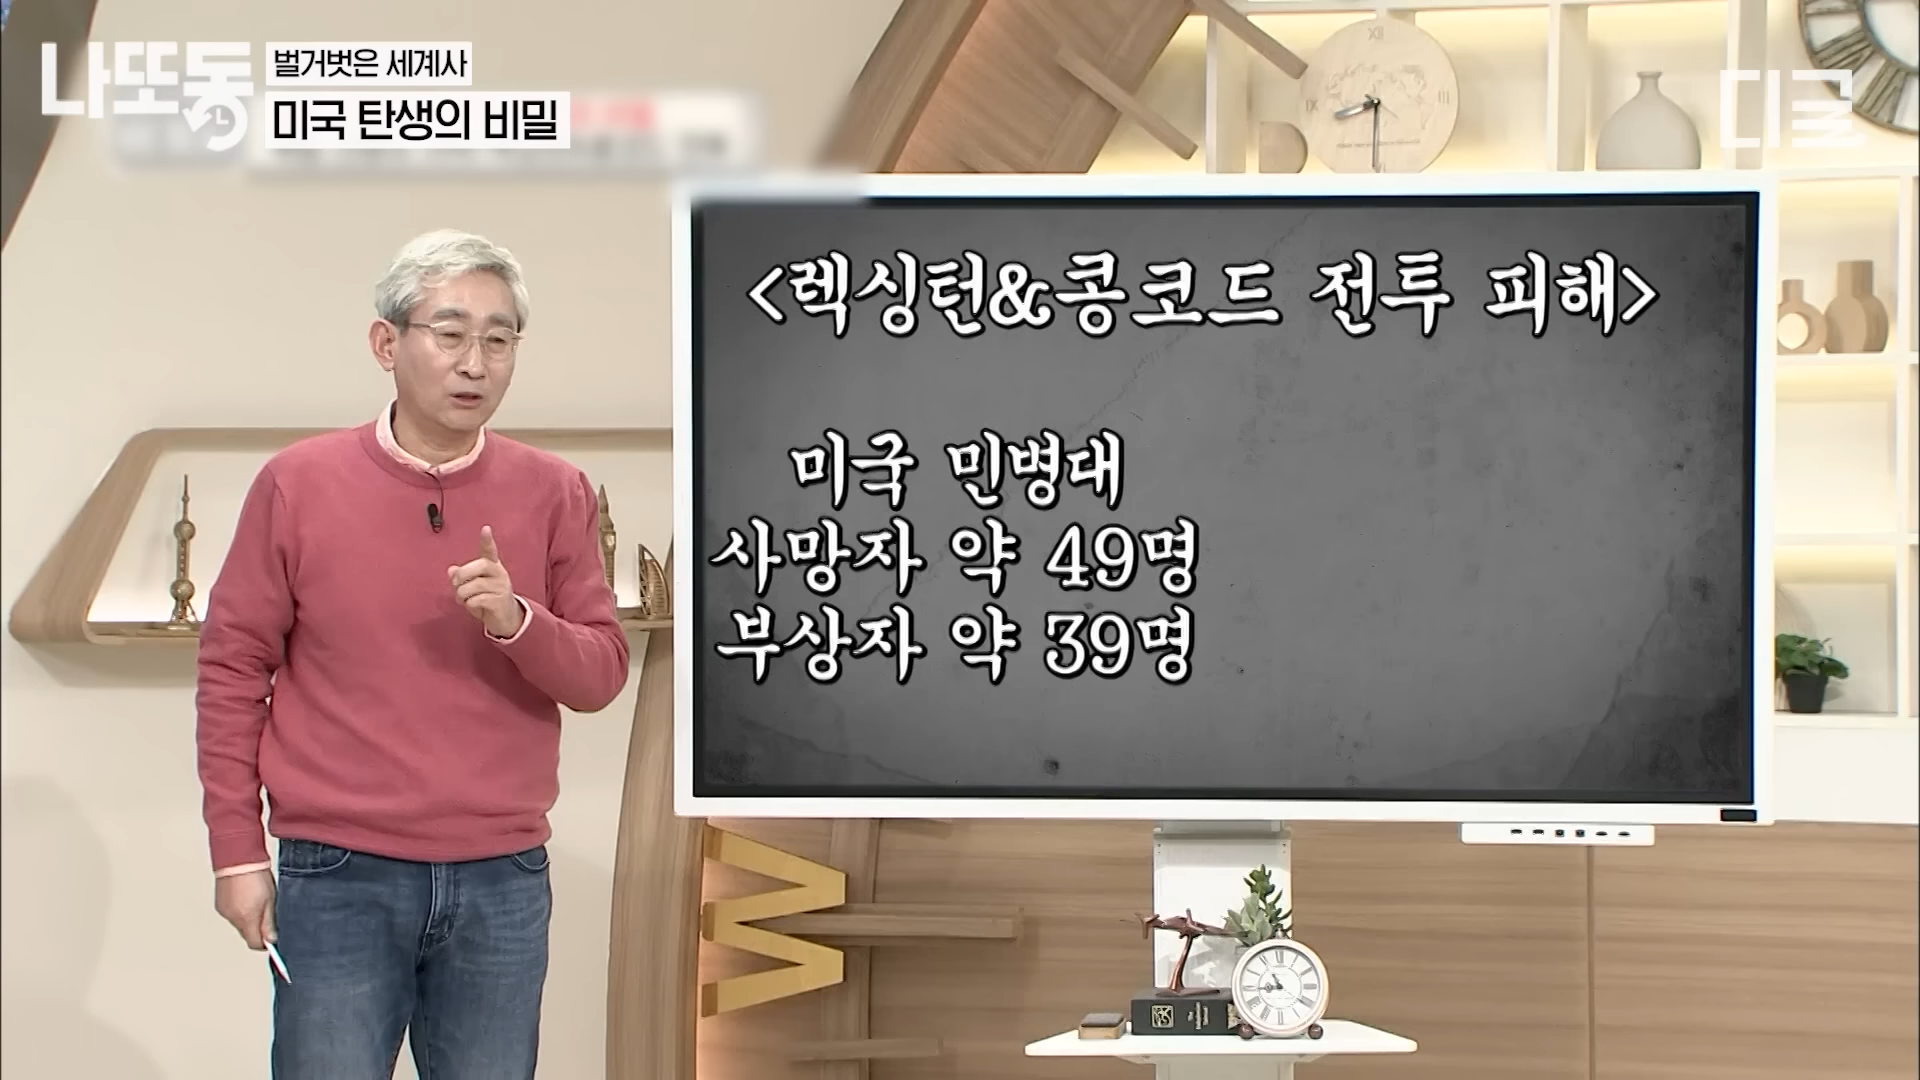 나또동
벌거벗은 세계사
미국 탄생의 비밀
디글
<렉싱턴&콩코드 전투 피해>
미국 민병대
사망자 약 49명
부상자 약 39명